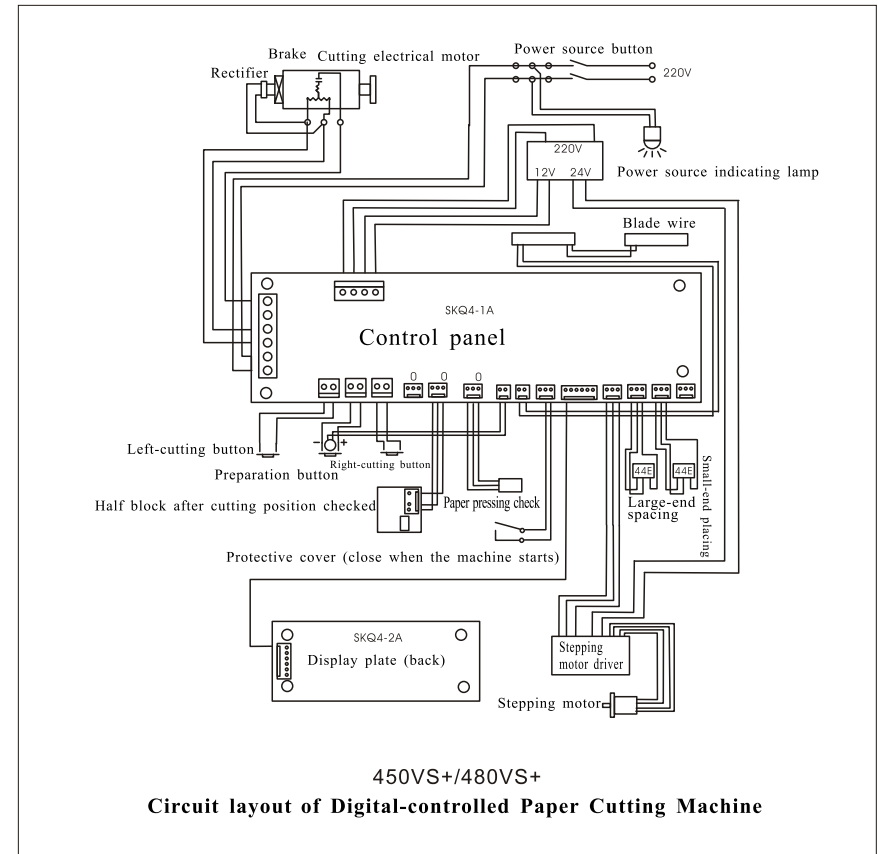 Brake Cutting electrical motor
Power source button
Rectifier
220V
220V
12V 24V
Power source indicating lamp
Blade wire
SKQ4-1A
Control panel
0 0 0
Left-cutting button
- +
Preparation button
Right-cutting button
44E 44E
Small-end placing
Half block after cutting position checked
Paper pressing check
Large-end
spacing
Protective cover (close when the machine starts)
SKQ4-2A
Display plate (back)
Stepping
motor driver
Stepping motor
450VS+/480VS+
Circuit layout of Digital-controlled Paper Cutting Machine